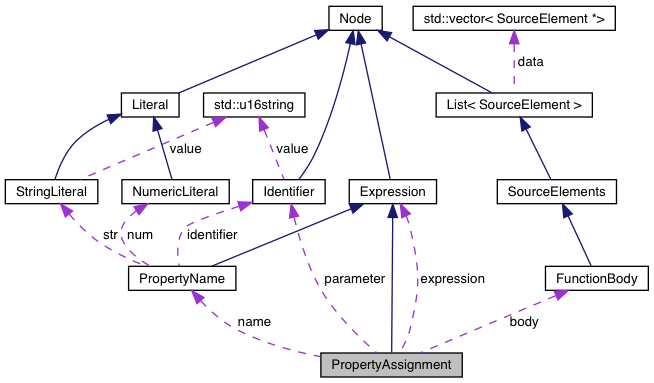 Node
std::vector< SourceElement *>
data
Literal
std::u16string
List< SourceElement >
value
value
StringLiteral
NumericLiteral
Identifier
Expression
SourceElements
str
num
identifier
PropertyName
parameter
expression
FunctionBody
name
body
PropertyAssignment